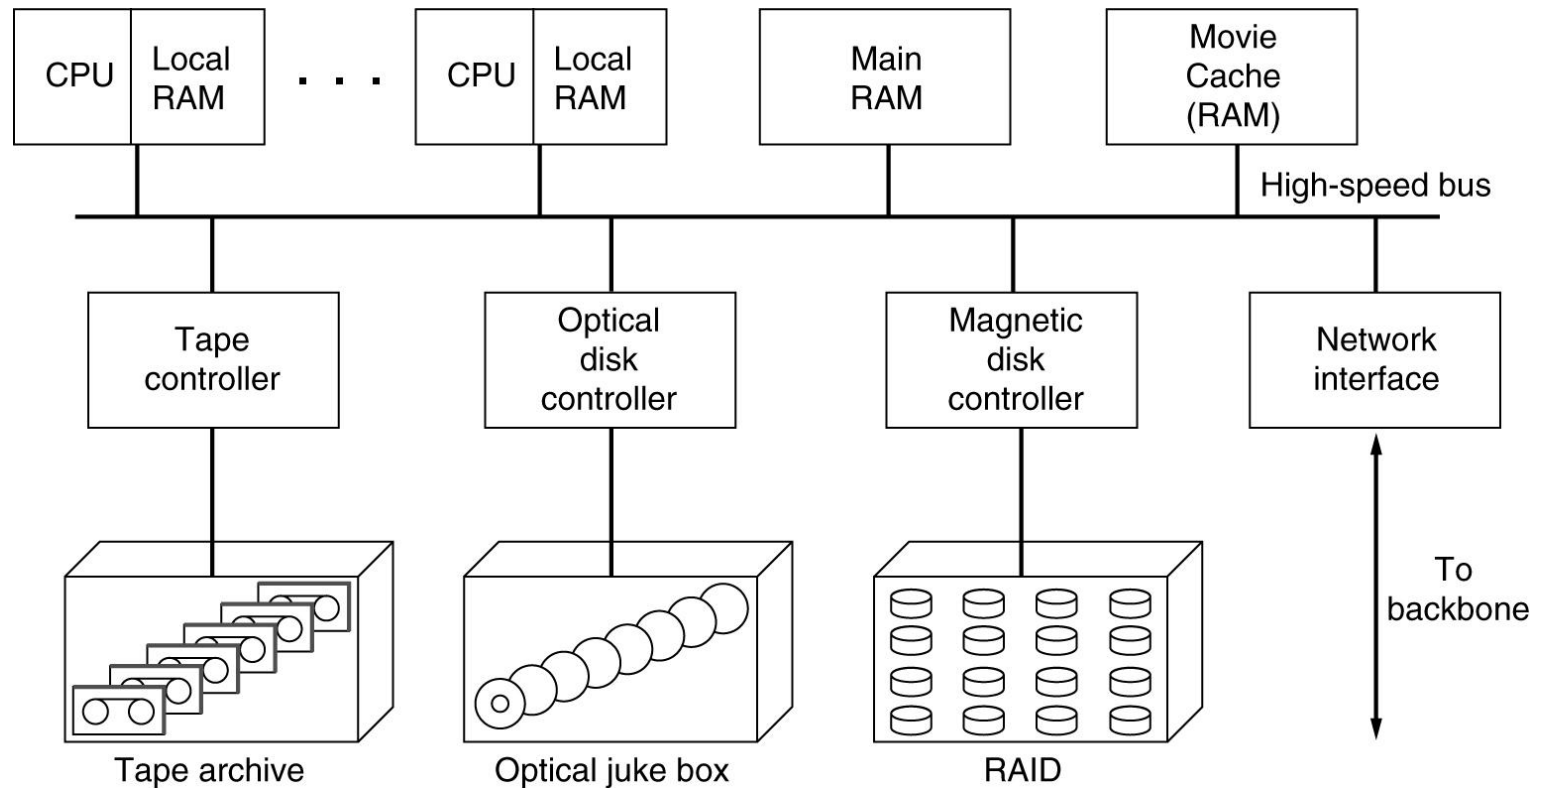 CPU
Local
RAM
. . .
CPU
Local
RAM
Main
RAM
Movie
Cache
(RAM)
High-speed bus
Tape
controller
Optical
disk
controller
Magnetic
disk
controller
Network
interface
To
backbone
Tape archive
Optical juke box
RAID